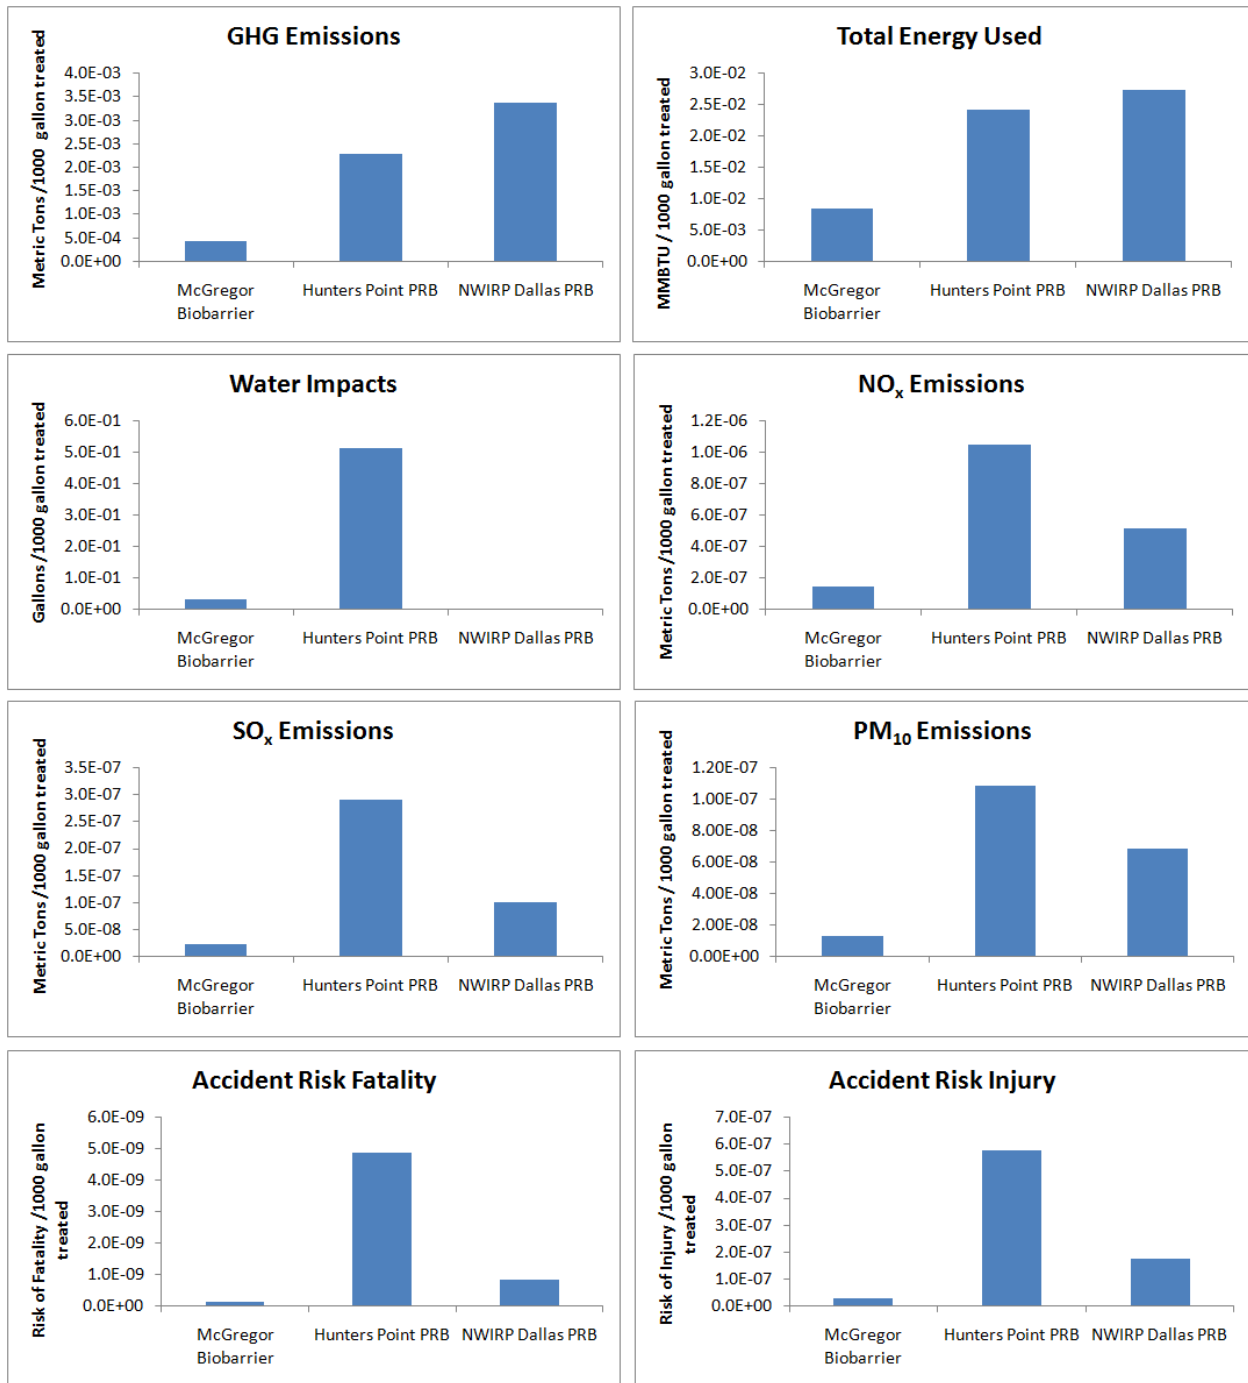 GHG Emissions
Metric Tons /1000 gallon treated
4.0E-03
3.5E-03
3.0E-03
2.5E-03
2.0E-03
1.5E-03
1.0E-03
5.0E-04
0.0E+00
McGregor
Biobarrier
Hunters Point PRB
NWIRP Dallas PRB
Total Energy Used
MMBTU / 1000 gallon treated
3.0E-02
2.5E-02
2.0E-02
1.5E-02
1.0E-02
5.0E-03
0.0E+00
McGregor
Biobarrier
Hunters Point PRB
NWIRP Dallas PRB
Water Impacts
Gallons /1000 gallon treated
6.0E-01
5.0E-01
4.0E-01
3.0E-01
2.0E-01
1.0E-01
0.0E+00
McGregor
Biobarrier
Hunters Point PRB
NWIRP Dallas PRB
NOx Emissions
Metric Tons /1000 gallon treated
1.2E-06
1.0E-06
8.0E-07
6.0E-07
4.0E-07
2.0E-07
0.0E+00
McGregor
Biobarrier
Hunters Point PRB
NWIRP Dallas PRB
SOx Emissions
Metric Tons /1000 gallon treated
3.5E-07
3.0E-07
2.5E-07
2.0E-07
1.5E-07
1.0E-07
5.0E-08
0.0E+00
McGregor
Biobarrier
Hunters Point PRB
NWIRP Dallas PRB
PM10 Emissions
Metric Tons / 1000 gallon treated
1.20E-07
1.00E-07
8.00E-08
6.00E-08
4.00E-08
2.00E-08
0.00E+00
McGregor
Biobarrier
Hunters Point PRB
NWIRP Dallas PRB
Accident Risk Fatality
Risk of Fatality /1000 gallon
treated
6.0E-09
5.0E-09
4.0E-09
3.0E-09
2.0E-09
1.0E-09
0.0E+00
McGregor
Biobarrier
Hunters Point PRB
NWIRP Dallas PRB
Accident Risk Injury
Risk of Injury /1000 gallon
treated
7.0E-07
6.0E-07
5.0E-07
4.0E-07
3.0E-07
2.0E-07
1.0E-07
0.0E+00
McGregor
Biobarrier
Hunters Point PRB
NWIRP Dallas PRB